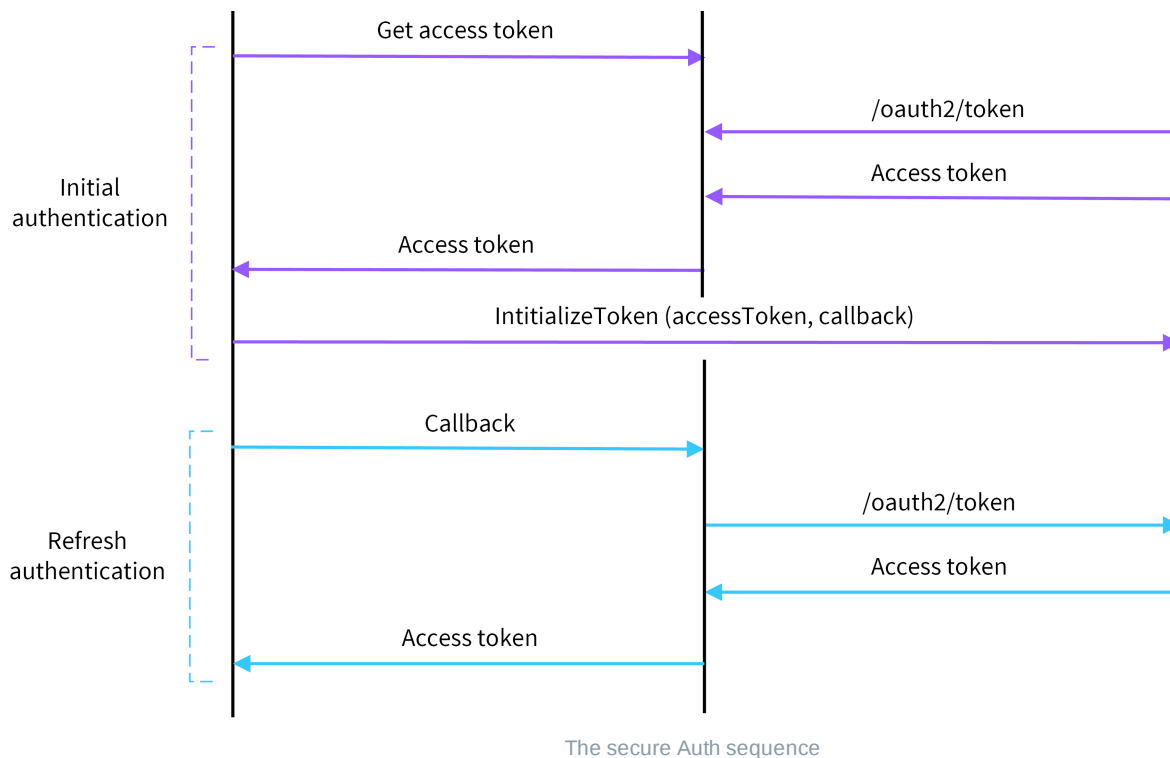 Get access token
/oauth2/token
Access token
Initial
authentication
Access token
IntitializeToken (accessToken, callback)
Callback
/oauth2/token
Refresh
authentication
Access token
Access token
The secure Auth sequence